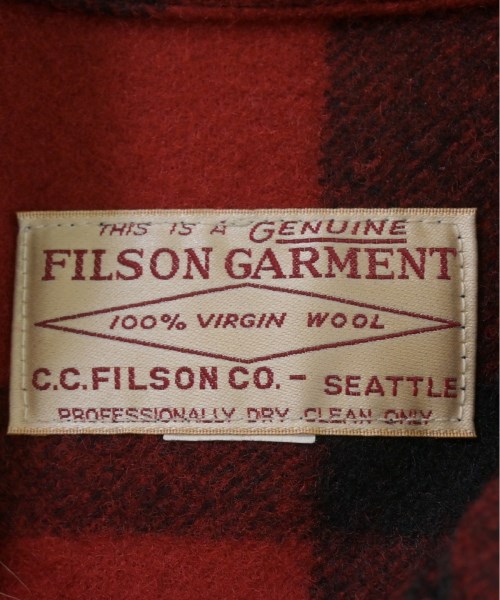 THIS IS A GENUINE
FILSON GARMENT
100% VIRGIN WOOL
C.C.FILSON CO. - SEATTLE
PROFESSIONALLY DRY CLEAN ONLY